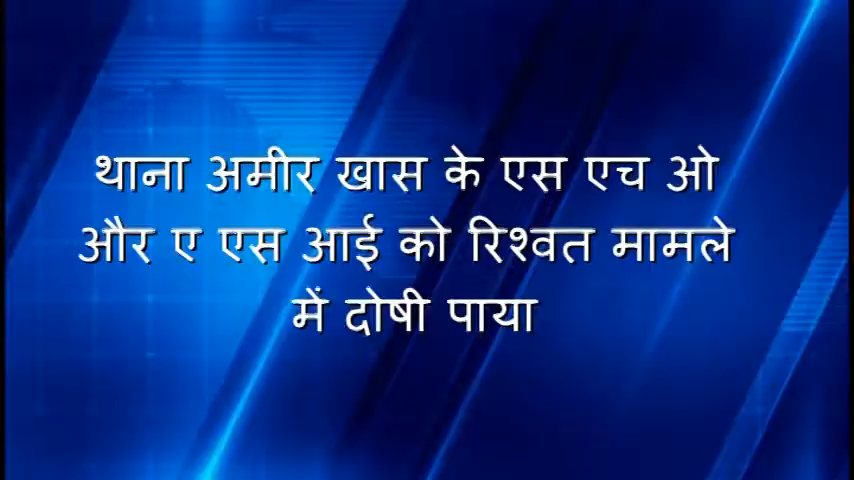 थाना अमीर खास के एस एच ओ
और ए एस आई को रिश्वत मामले
में दोषी पाया